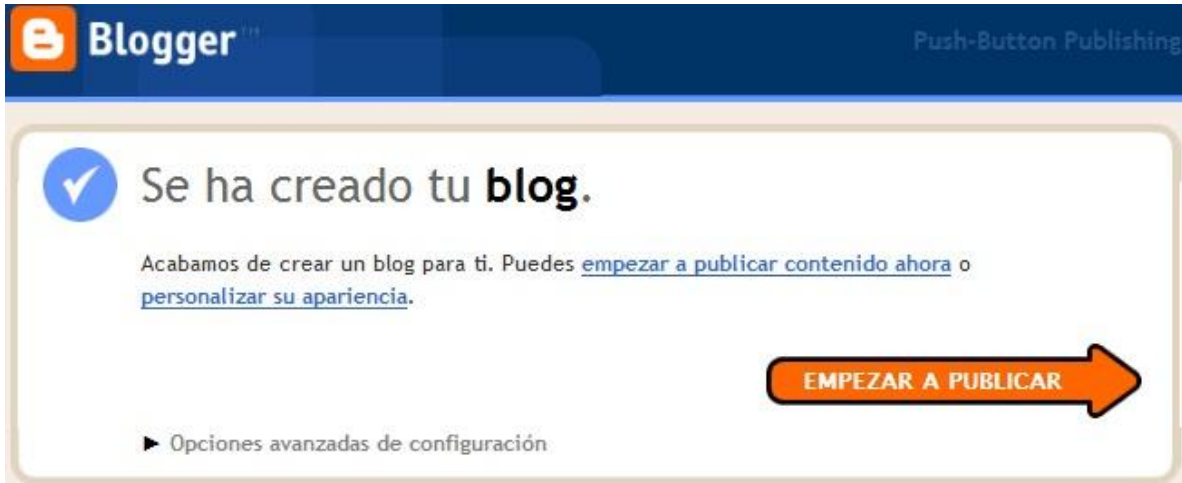 Blogger™
Push-Button Publishing
Se ha creado tu blog.
Acabamos de crear un blog para ti. Puedes empezar a publicar contenido ahora o
personalizar su apariencia.
EMPEZAR A PUBLICAR
► Opciones avanzadas de configuración